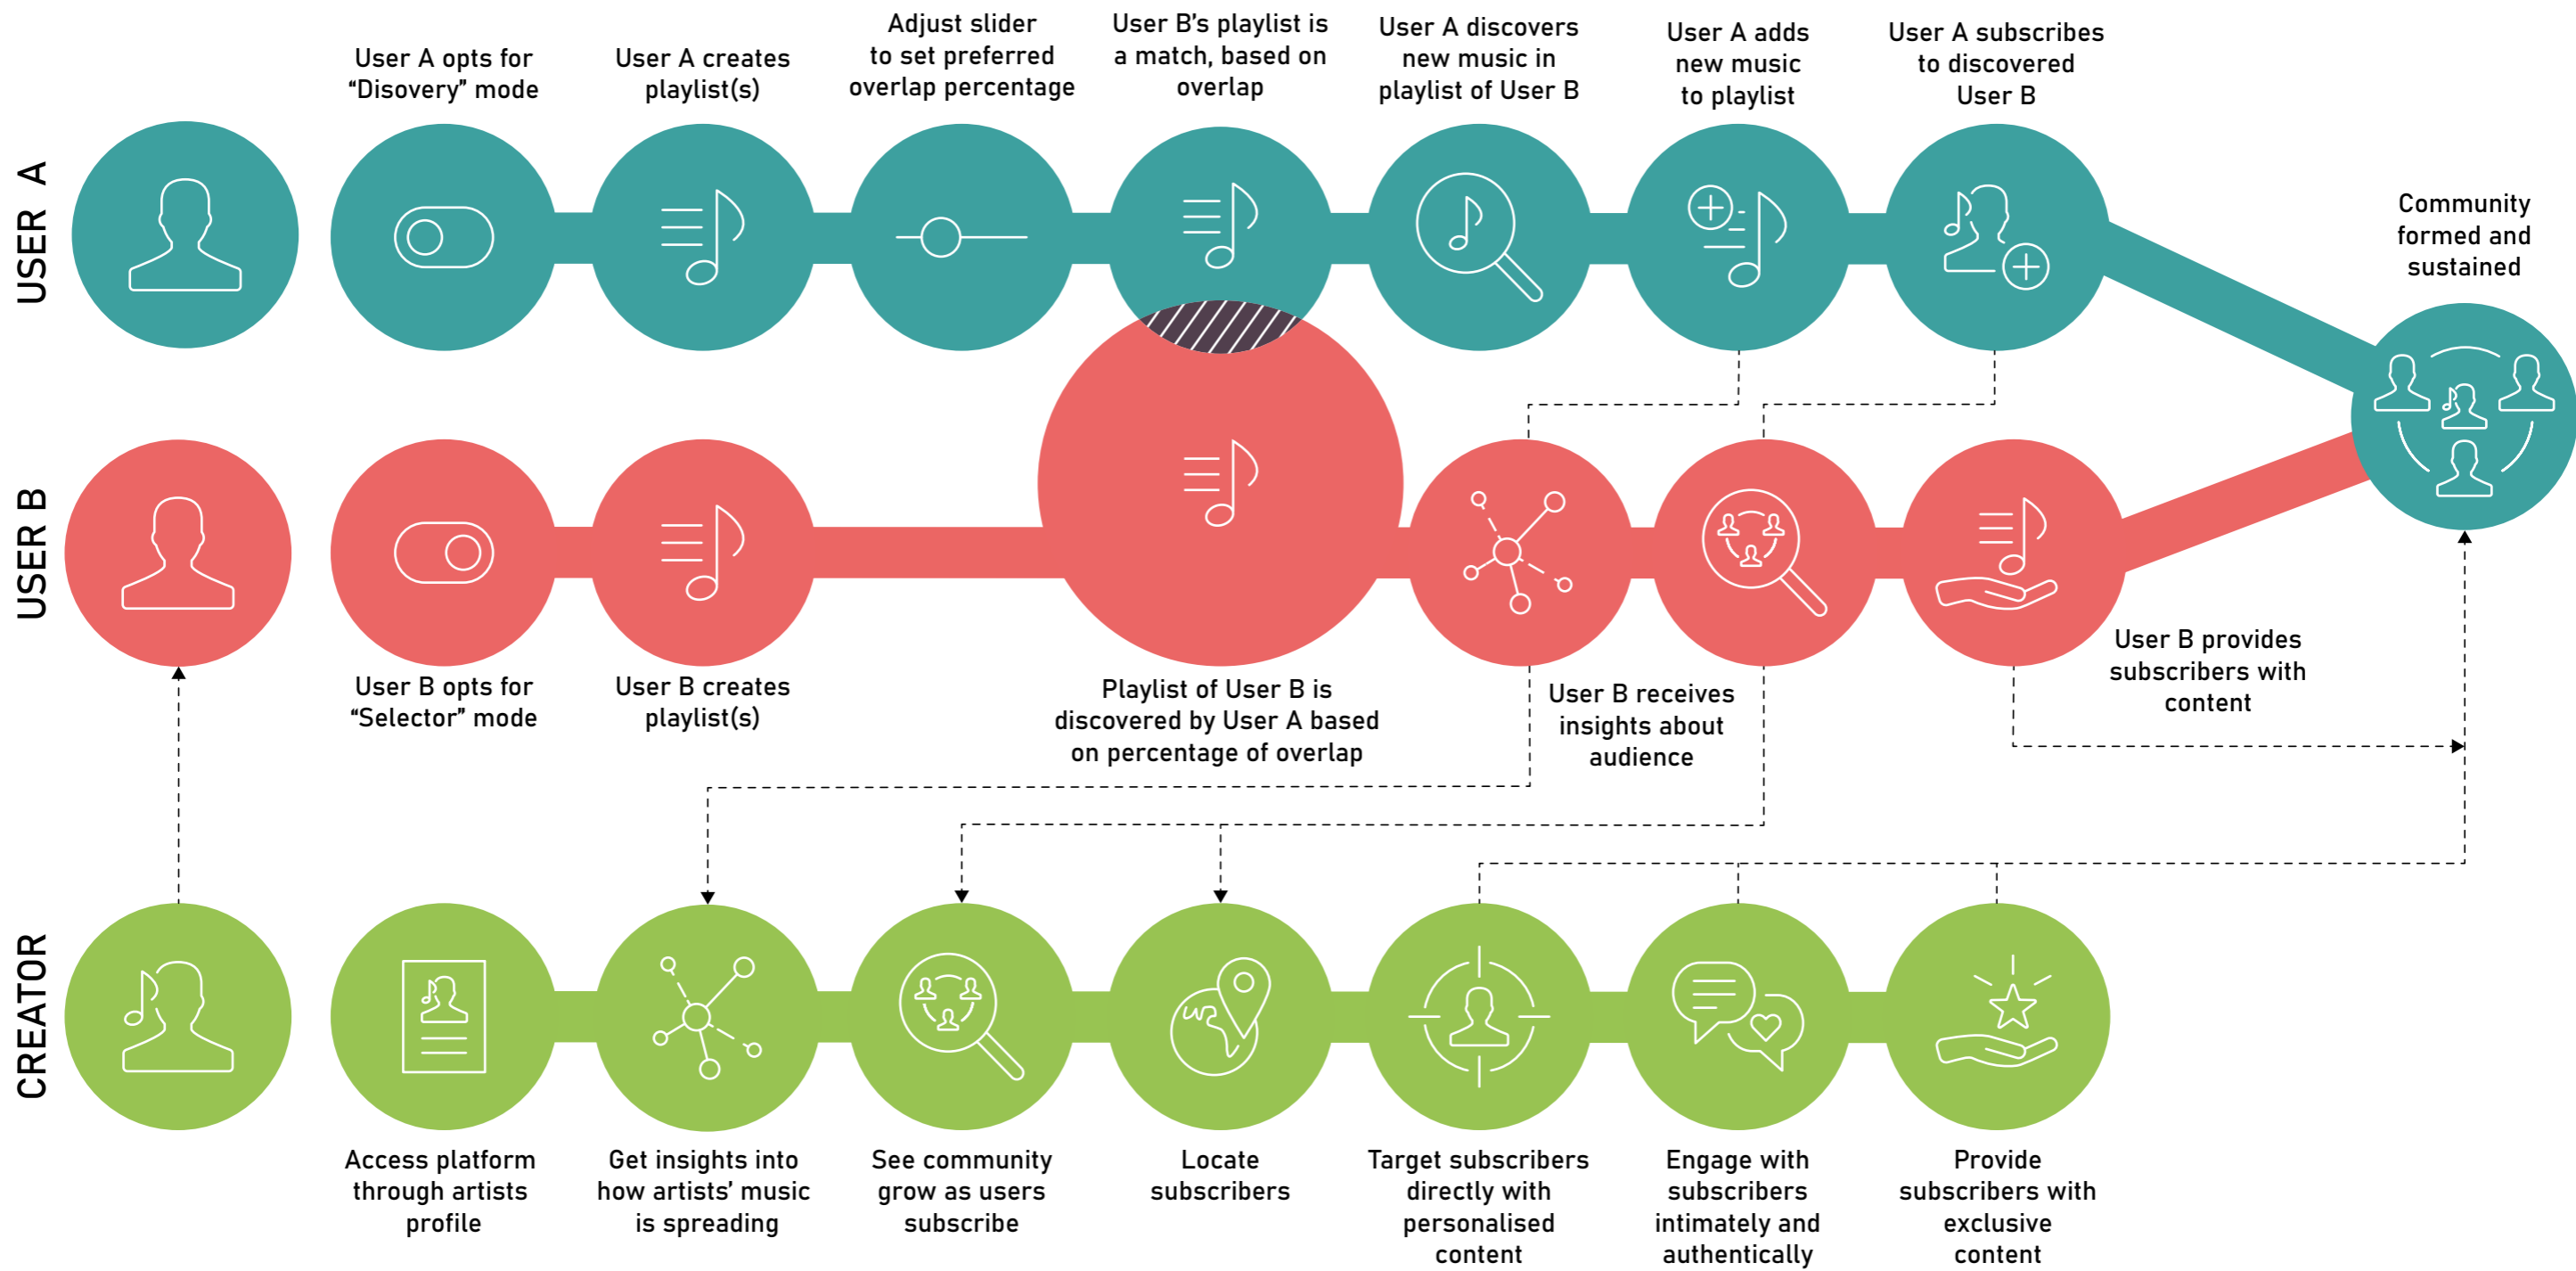 USER A
User A opts for
“Disovery” mode
User A creates
playlist(s)
Adjust slider
to set preferred
overlap percentage
User B’s playlist is
a match, based on
overlap
User A discovers
new music in
playlist of User B
User A adds
new music
to playlist
User A subscribes
to discovered
User B
Community
formed and
sustained
USER B
User B opts for
“Selector” mode
User B creates
playlist(s)
Playlist of User B is
discovered by User A based
on percentage of overlap
User B receives
insights about
audience
User B provides
subscribers with
content
CREATOR
Access platform
through artists
profile
Get insights into
how artists’ music
is spreading
See community
grow as users
subscribe
Locate
subscribers
Target subscribers
directly with
personalised
content
Engage with
subscribers
intimately and
authentically
Provide
subscribers with
exclusive
content